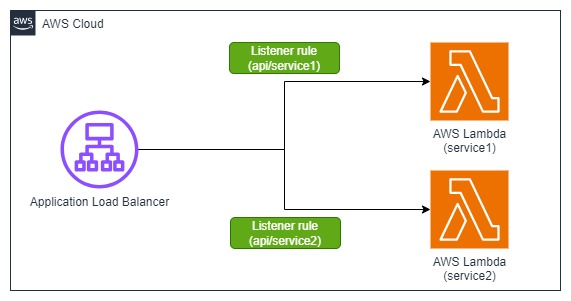 aws
AWS Cloud
Listener rule
(api/service1)
AWS Lambda
(service1)
Application Load Balancer
Listener rule
(api/service2)
AWS Lambda
(service2)